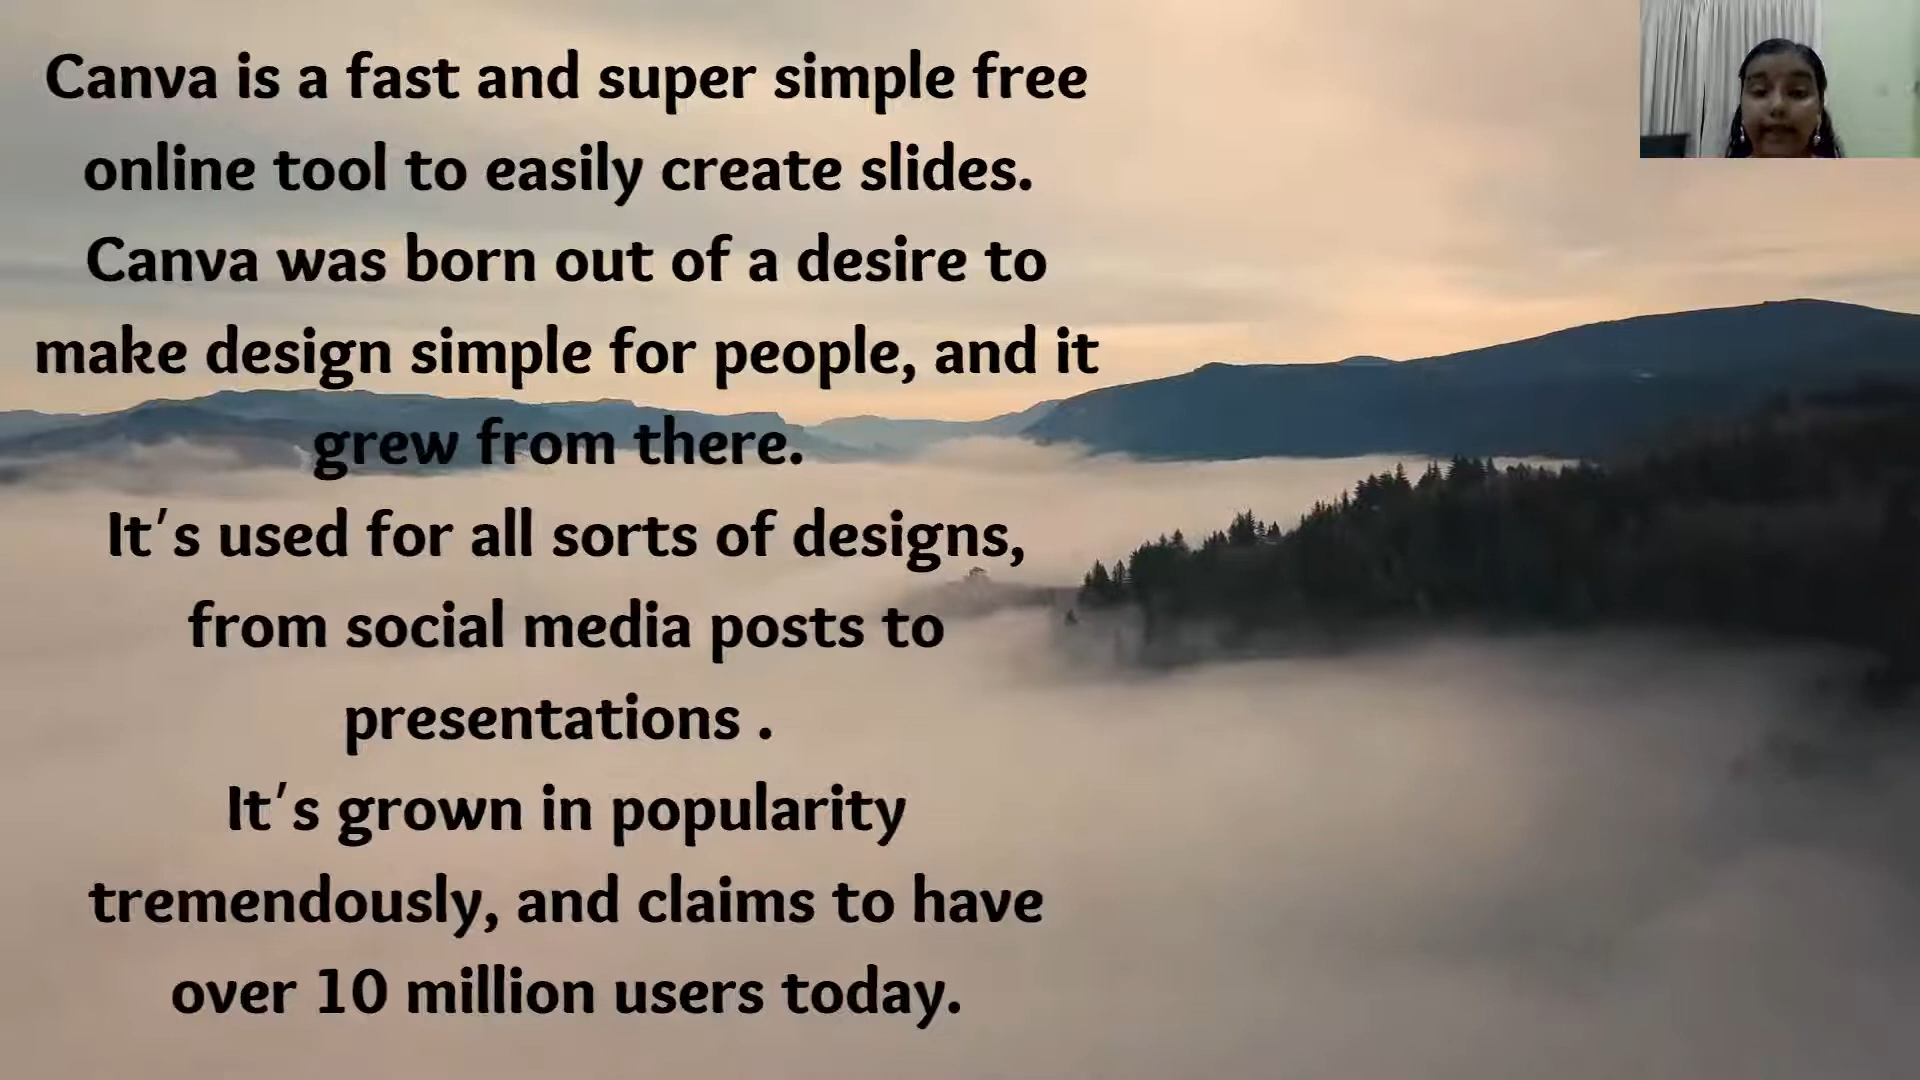 Canva is a fast and super simple free
online tool to easily create slides.
Canva was born out of a desire to
make design simple for people, and it
grew from there.
It's used for all sorts of designs,
from social media posts to
presentations .
It's grown in popularity
tremendously, and claims to have
over 10 million users today.